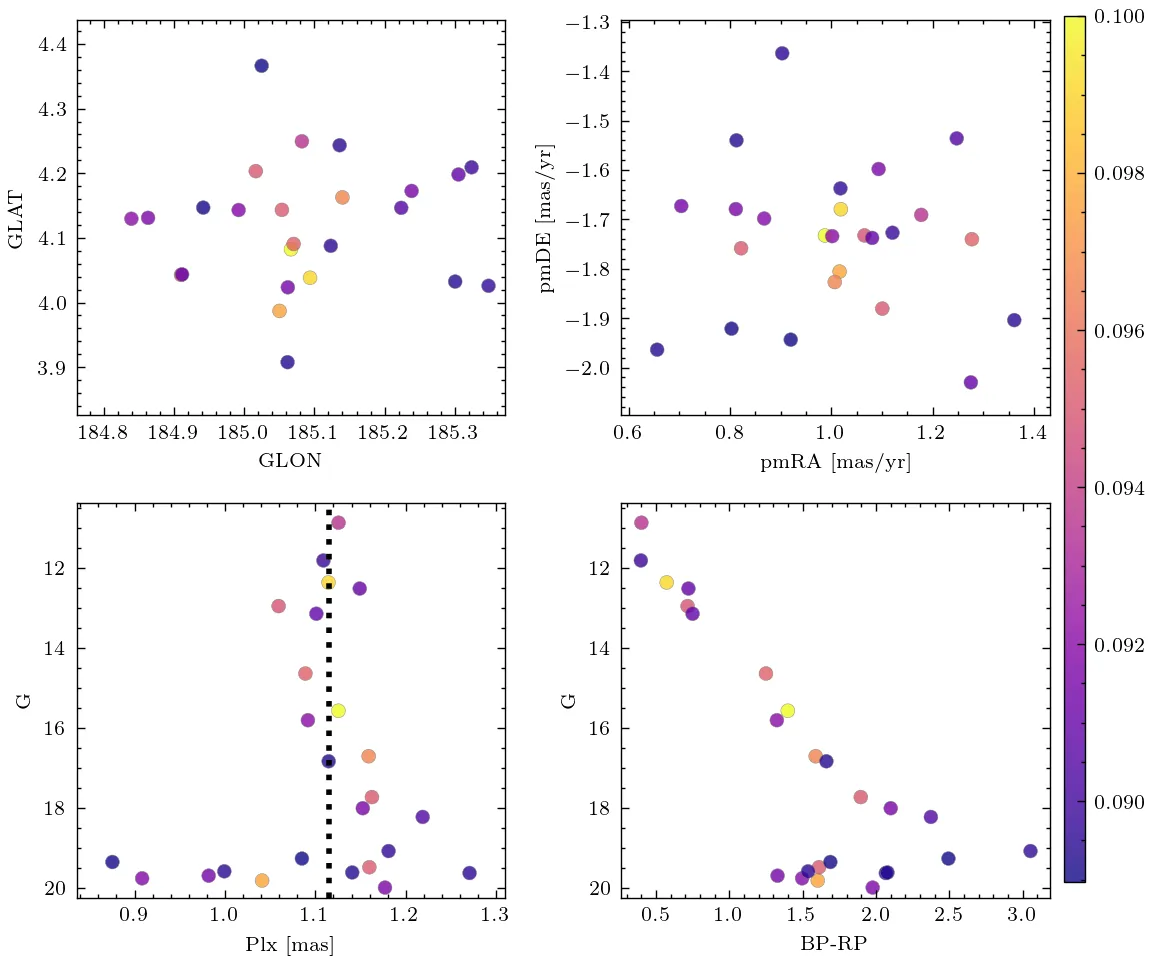 4.4
4.3
4.2
4.1
4.0
3.9
GLAT
184.8 184.9 185.0 185.1 185.2 185.3
GLON
−1.3
−1.4
−1.5
−1.6
−1.7
−1.8
−1.9
−2.0
pmDE [mas/yr]
0.6 0.8 1.0 1.2 1.4
pmRA [mas/yr]
12
14
16
18
20
G
0.9 1.0 1.1 1.2 1.3
Plx [mas]
12
14
16
18
20
G
0.5 1.0 1.5 2.0 2.5 3.0
BP-RP
0.100
0.098
0.096
0.094
0.092
0.090